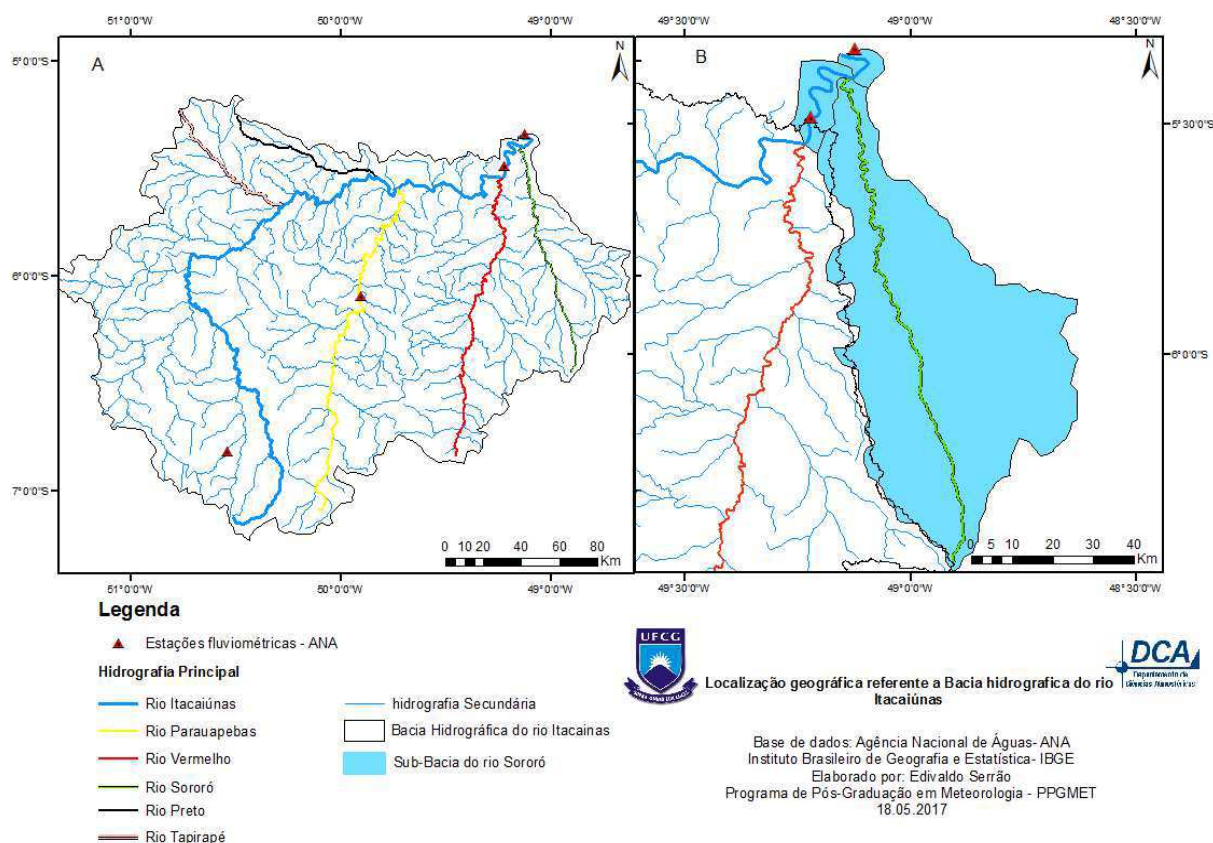 51°0'0"W 50°0'0"W 49°0'0"W
49°30'0"W 49°0'0"W 48°30'0"W
5°0'0"S
A
N
B
N
5°30'0"S
6°0'0"S
6°0'0"S
7°0'0"S
0 10 20 40 60 80
Km
0 5 10 20 30 40
Km
51°0'0"W 50°0'0"W 49°0'0"W
49°30'0"W 49°0'0"W 48°30'0"W
Legenda
Estações fluviométricas - ANA
Hidrografia Principal
Rio Itacaiúnas
Rio Parauapebas
Rio Vermelho
Rio Sororó
Rio Preto
Rio Tapirapé
hidrografia Secundária
Bacia Hidrográfica do rio Itacainas
Sub-Bacia do rio Sororó
UFCG
DCA
Departamento de
Ciências Atmosféricas
Localização geográfica referente a Bacia hidrografica do rio
Itacaiúnas
Base de dados: Agência Nacional de Águas- ANA
Instituto Brasileiro de Geografia e Estatística- IBGE
Elaborado por: Edivaldo Serrão
Programa de Pós-Graduação em Meteorologia - PPGMET
18.05.2017